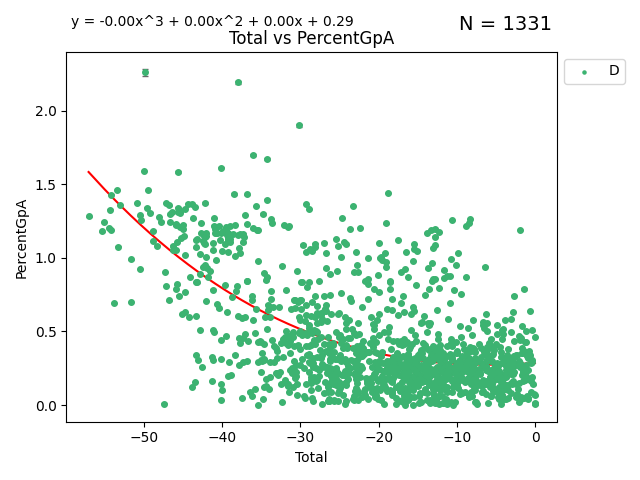 y = -0.00x^3 + 0.00x^2 + 0.00x + 0.29
N = 1331
Total vs PercentGpA
D
PercentGpA
2.0
1.5
1.0
0.5
0.0
−50
−40
−30
−20
−10
0
Total